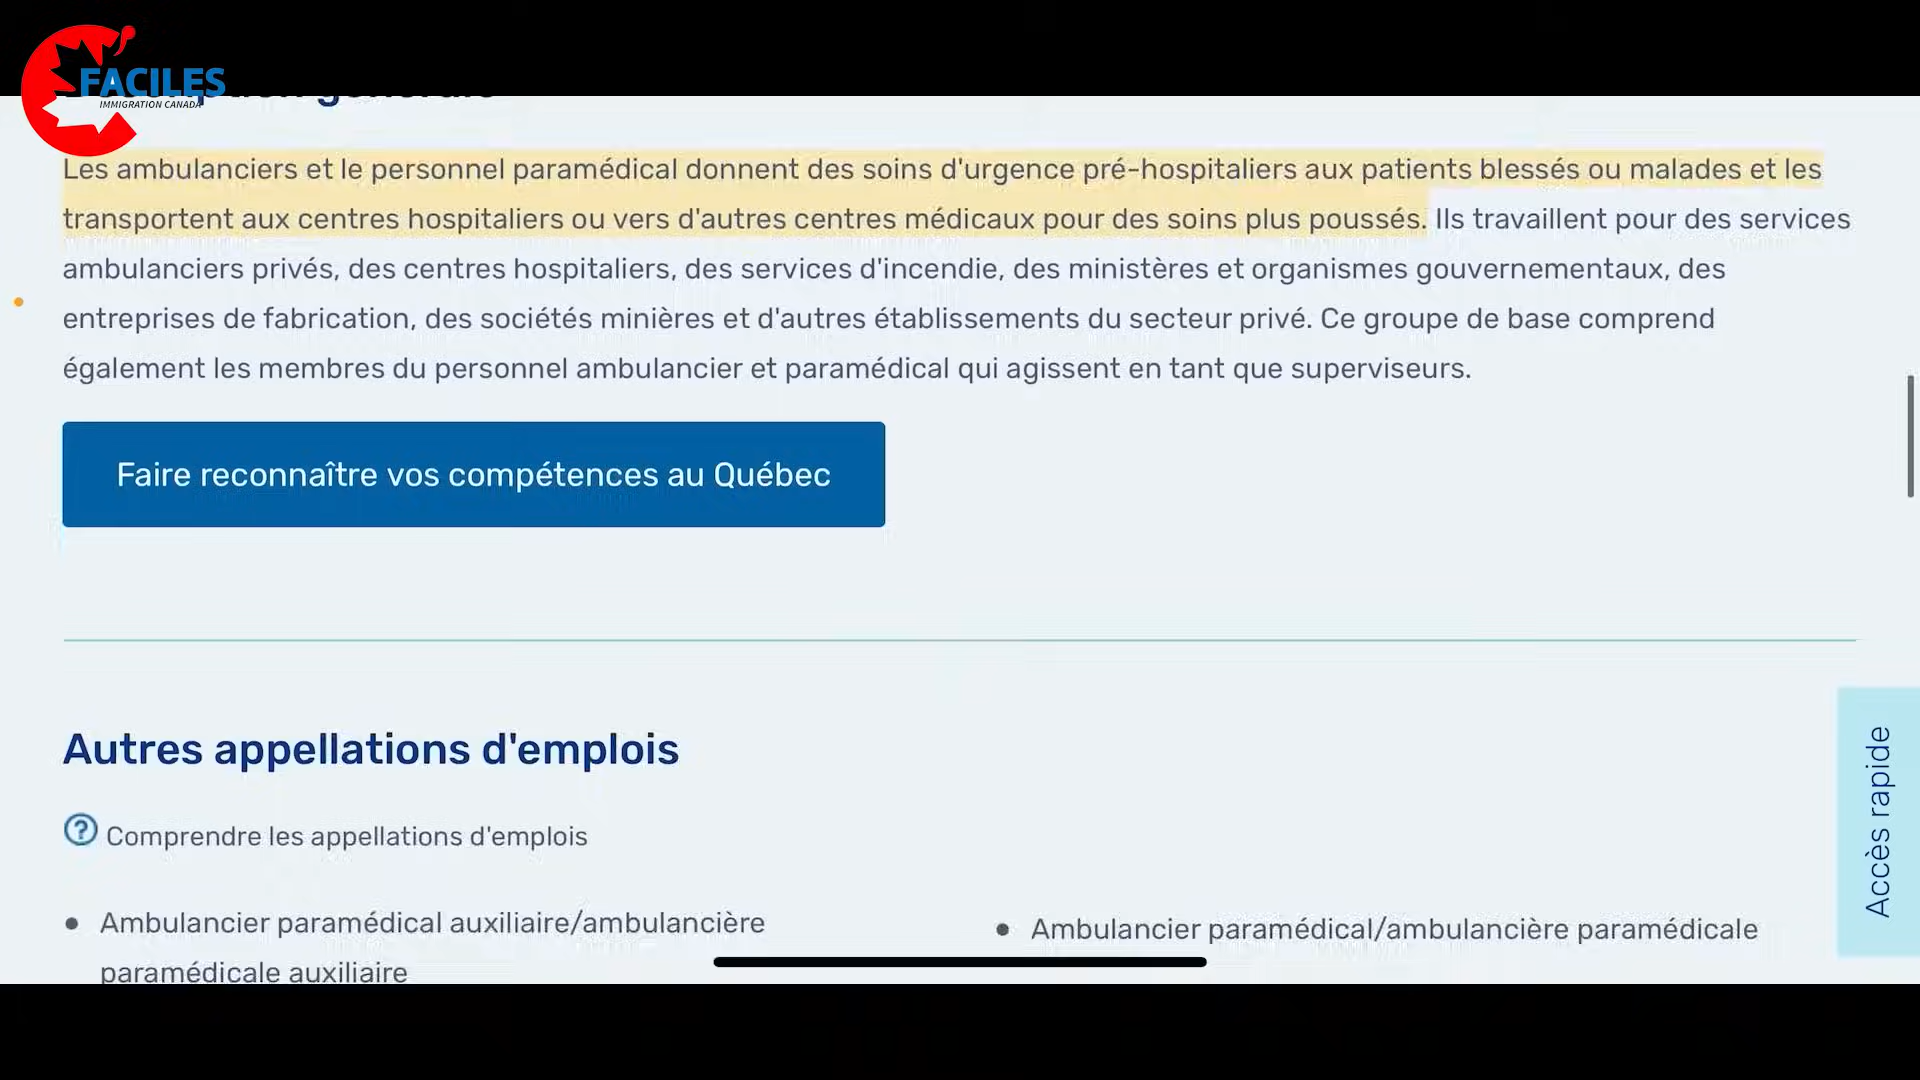 FACILES
IMMIGRATION CANADA
Les ambulanciers et le personnel paramédical donnent des soins d'urgence pré-hospitaliers aux patients blessés ou malades et les
transportent aux centres hospitaliers ou vers d'autres centres médicaux pour des soins plus poussés. Ils travaillent pour des services
ambulanciers privés, des centres hospitaliers, des services d'incendie, des ministères et organismes gouvernementaux, des
entreprises de fabrication, des sociétés minières et d'autres établissements du secteur privé. Ce groupe de base comprend
également les membres du personnel ambulancier et paramédical qui agissent en tant que superviseurs.
Faire reconnaître vos compétences au Québec
Accès rapide
Autres appellations d'emplois
Comprendre les appellations d'emplois
Ambulancier paramédical auxiliaire/ambulancière
paramédicale auxiliaire
Ambulancier paramédical/ambulancière paramédicale